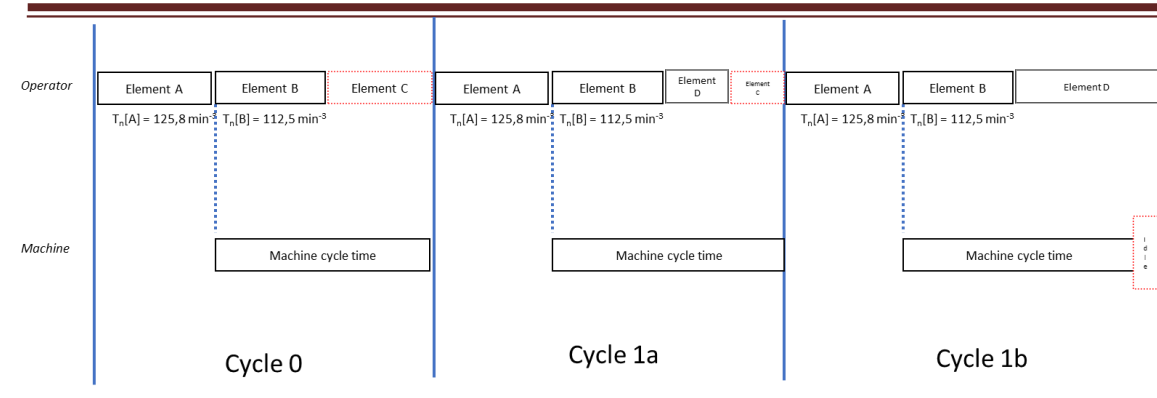 Operator
Element A
Element B
Element C
Element A
Element B
Element
D
Element
C
Element A
Element B
Element D
Tₙ[A] = 125,8 min⁻³
Tₙ[B] = 112,5 min⁻³
Tₙ[A] = 125,8 min⁻³
Tₙ[B] = 112,5 min⁻³
Tₙ[A] = 125,8 min⁻³
Tₙ[B] = 112,5 min⁻³
Machine
Machine cycle time
Machine cycle time
Machine cycle time
I
d
l
e
Cycle 0
Cycle 1a
Cycle 1b